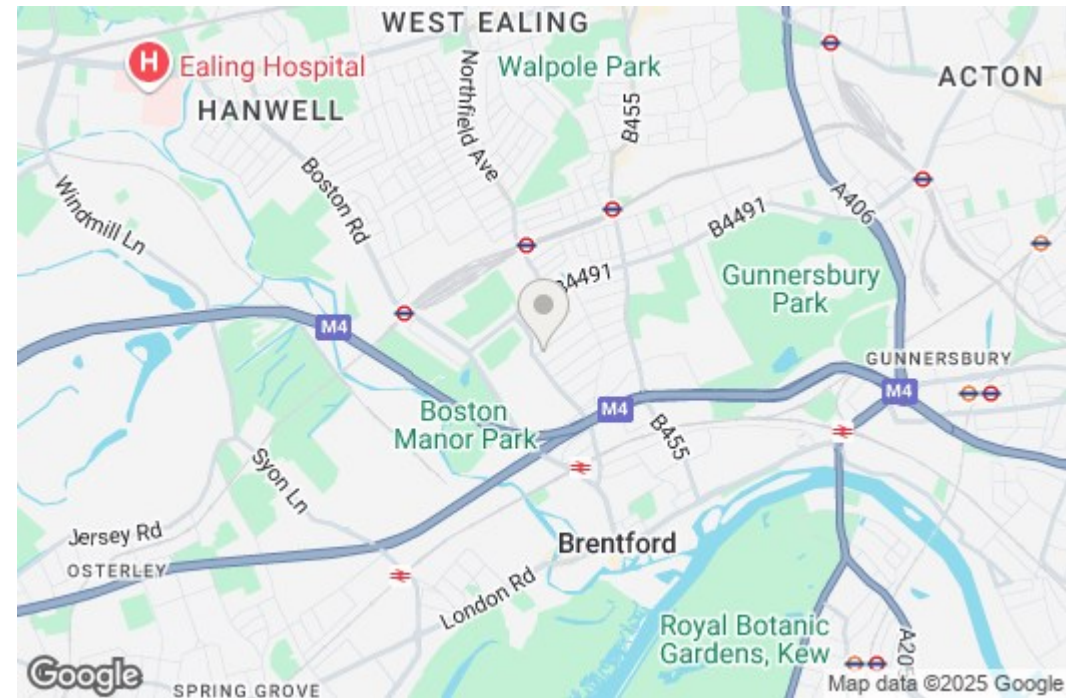 WEST EALING
H
Ealing Hospital
Walpole Park
ACTON
HANWELL
Northfield Ave
B455
Boston Rd
Windmill Ln
A406
B4491
B4491
Gunnersbury
Park
M4
GUNNERSBURY
M4
M4
Boston
Manor Park
B455
Syon Ln
Jersey Rd
Brentford
OSTERLEY
London Rd
Royal Botanic
Gardens, Kew
Google
SPRING GROVE
Map data ©2025 Google